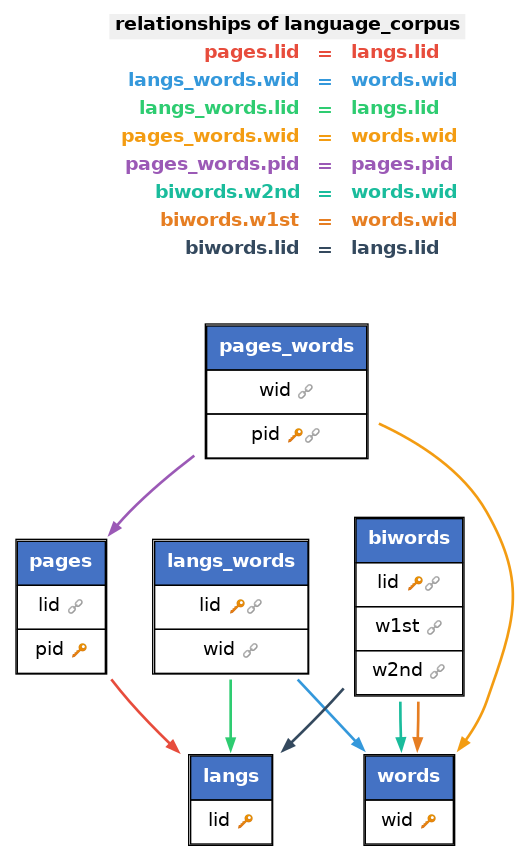 relationships of language_corpus
pages.lid = langs.lid
langs_words.wid = words.wid
langs_words.lid = langs.lid
pages_words.wid = words.wid
pages_words.pid = pages.pid
biwords.w2nd = words.wid
biwords.w1st = words.wid
biwords.lid = langs.lid
pages_words
wid
pid
pages
lid
pid
langs_words
lid
wid
biwords
lid
w1st
w2nd
langs
lid
words
wid